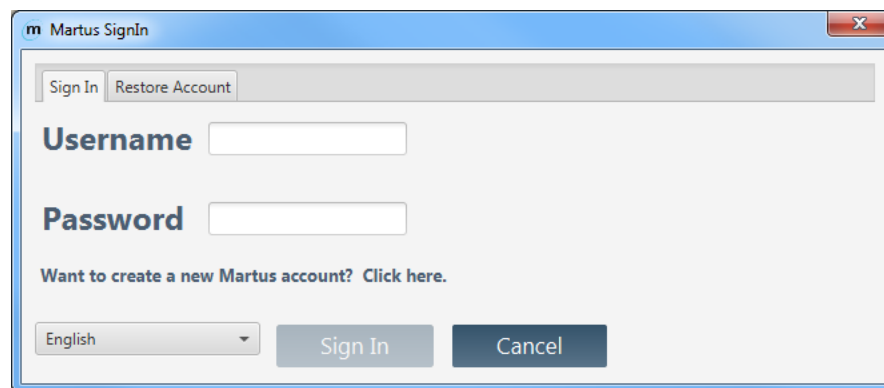 m Martus SignIn
Sign In Restore Account
Username
Password
Want to create a new Martus account? Click here.
English Sign In Cancel